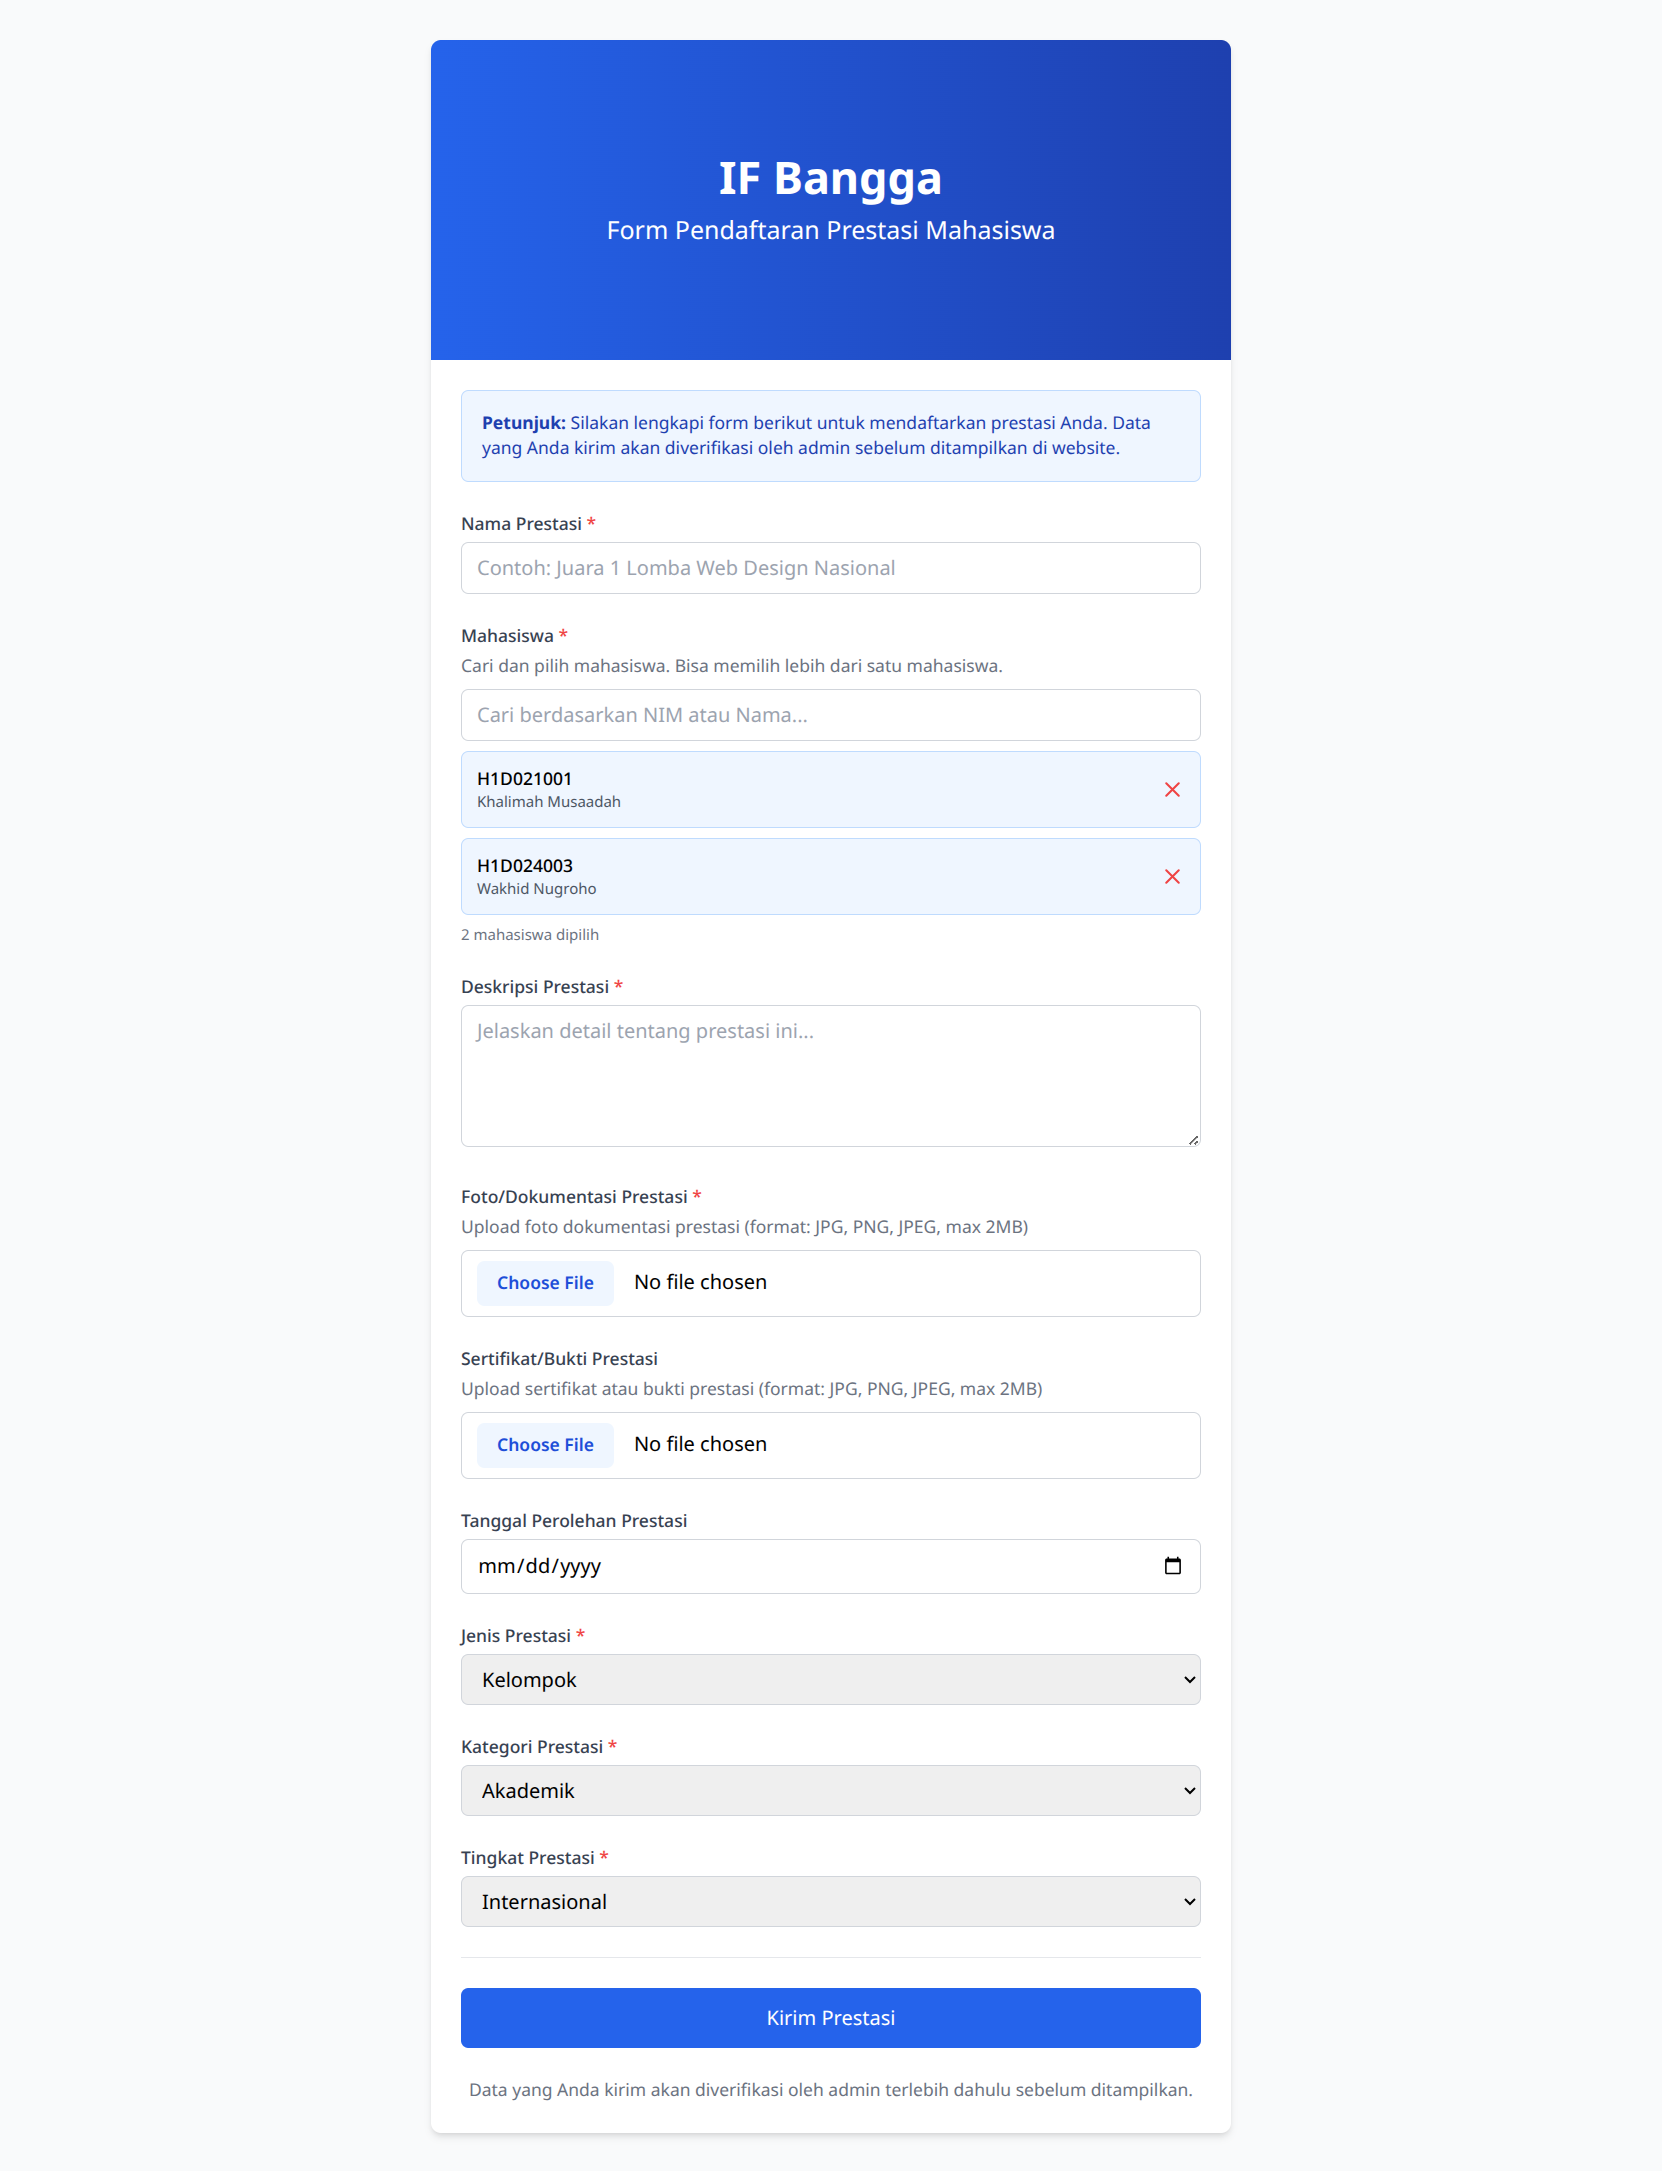 IF Bangga
Form Pendaftaran Prestasi Mahasiswa
Petunjuk: Silakan lengkapi form berikut untuk mendaftarkan prestasi Anda. Data
yang Anda kirim akan diverifikasi oleh admin sebelum ditampilkan di website.
Nama Prestasi *
Contoh: Juara 1 Lomba Web Design Nasional
Mahasiswa *
Cari dan pilih mahasiswa. Bisa memilih lebih dari satu mahasiswa.
Cari berdasarkan NIM atau Nama...
H1D021001
Khalimah Musaadah
H1D024003
Wakhid Nugroho
2 mahasiswa dipilih
Deskripsi Prestasi *
Jelaskan detail tentang prestasi ini...
Foto/Dokumentasi Prestasi *
Upload foto dokumentasi prestasi (format: JPG, PNG, JPEG, max 2MB)
Choose File No file chosen
Sertifikat/Bukti Prestasi
Upload sertifikat atau bukti prestasi (format: JPG, PNG, JPEG, max 2MB)
Choose File No file chosen
Tanggal Perolehan Prestasi
mm/dd/yyyy
Jenis Prestasi *
Kelompok
Kategori Prestasi *
Akademik
Tingkat Prestasi *
Internasional
Kirim Prestasi
Data yang Anda kirim akan diverifikasi oleh admin terlebih dahulu sebelum ditampilkan.